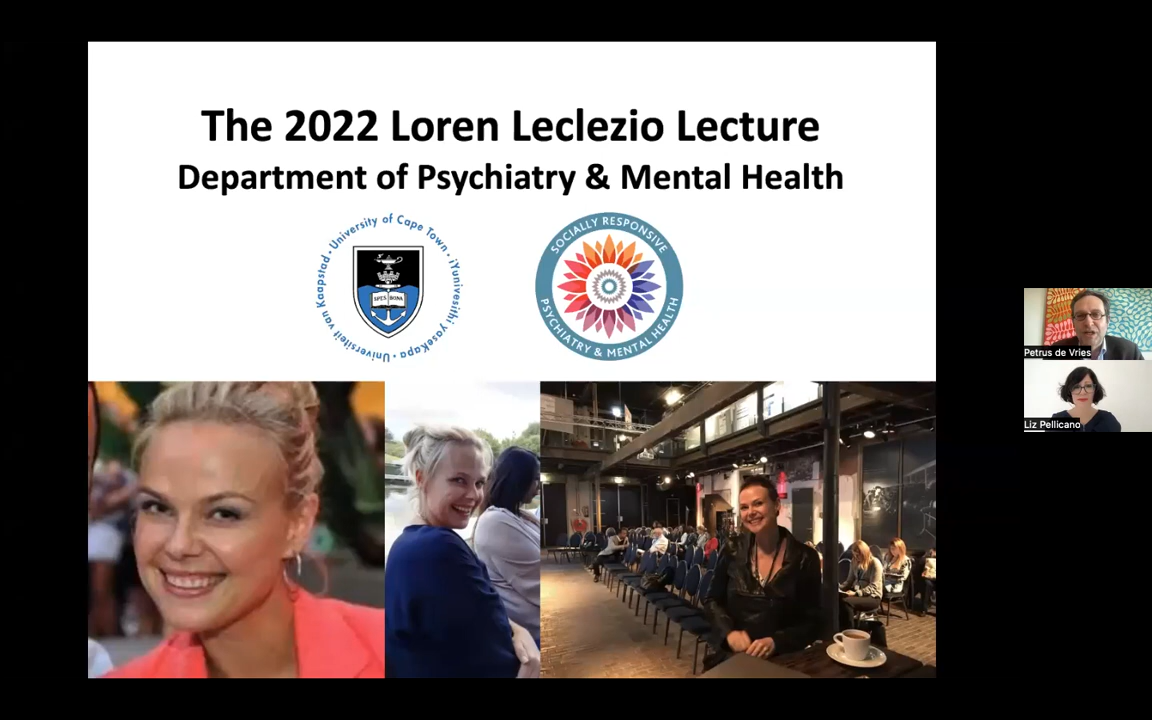 The 2022 Loren Leclezio Lecture
Department of Psychiatry & Mental Health
University of Cape Town · iYunivesithi yaseKapa · Universiteit van Kaapstad ·
SPES BONA
SOCIALLY RESPONSIVE
PSYCHIATRY & MENTAL HEALTH
Petrus de Vries
Liz Pellicano